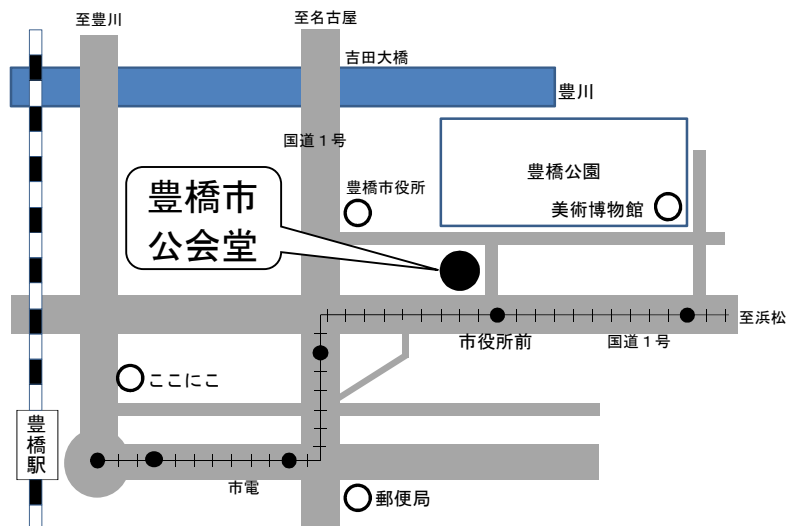 至豊川
至名古屋
吉田大橋
豊川
国道1号
豊橋公園
豊橋市役所
美術博物館
豊橋市
公会堂
至浜松
市役所前
国道1号
ここにこ
豊橋駅
市電
郵便局